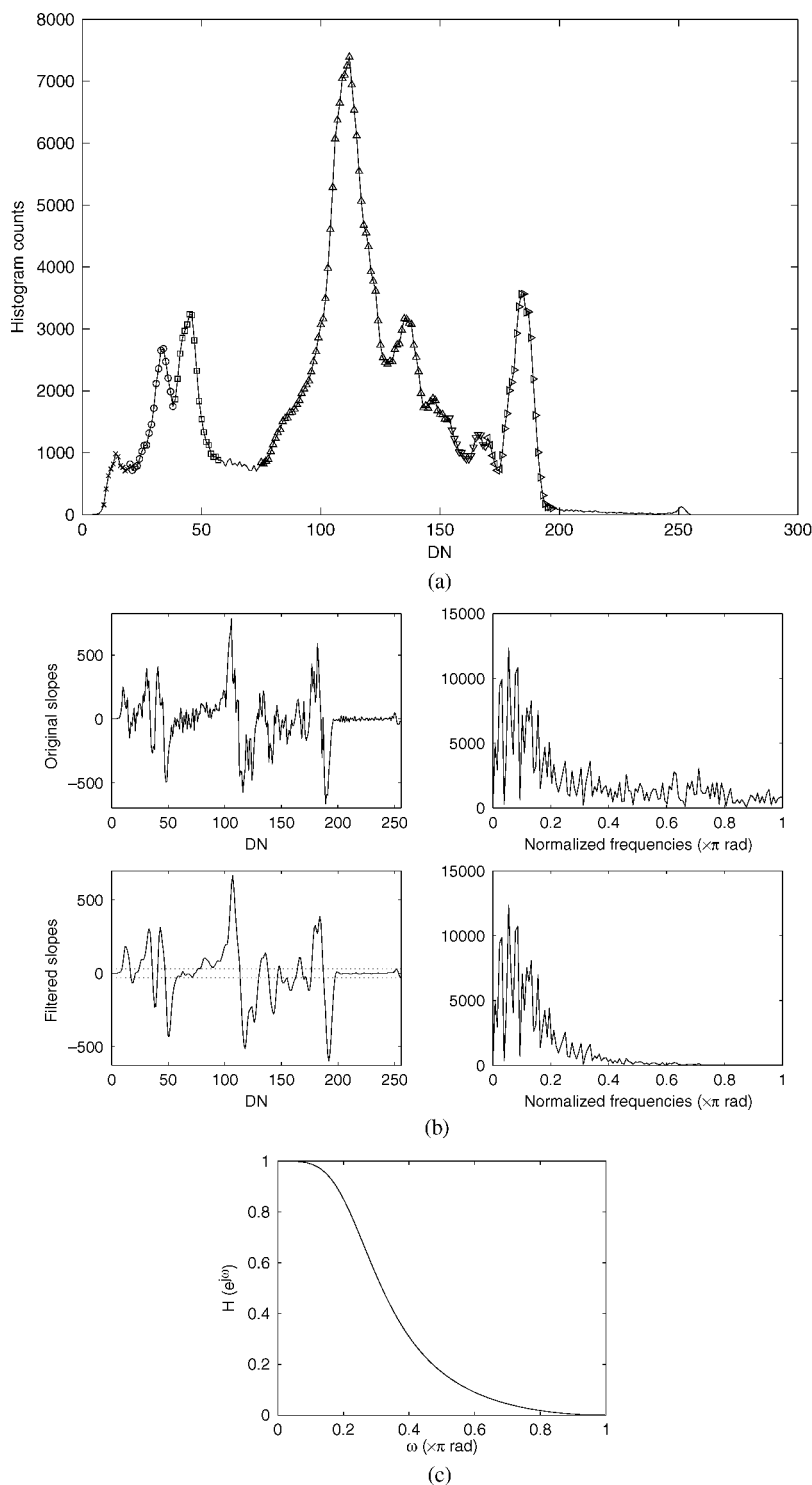 8000
7000
6000
5000
4000
3000
2000
1000
0
Histogram counts
0 50 100 150 200 250 300
DN
(a)
500
0
−500
Original slopes
0 50 100 150 200 250
DN
15000
10000
5000
0
0 0.2 0.4 0.6 0.8 1
Normalized frequencies (×π rad)
500
0
−500
Filtered slopes
0 50 100 150 200 250
DN
15000
10000
5000
0
0 0.2 0.4 0.6 0.8 1
Normalized frequencies (×π rad)
(b)
1
0.8
0.6
0.4
0.2
0
H (e^jω)
0 0.2 0.4 0.6 0.8 1
ω (×π rad)
(c)